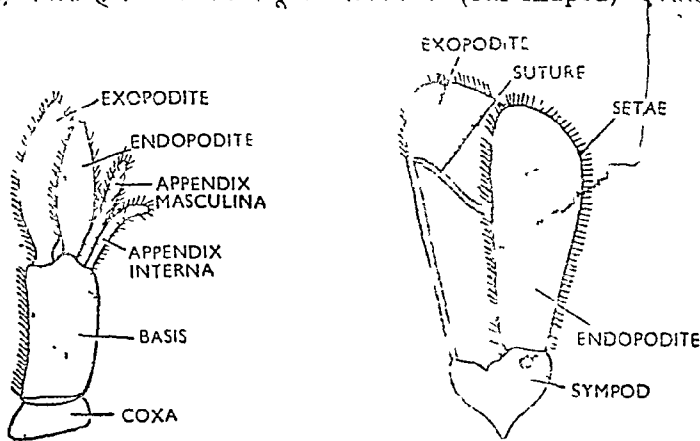 EXOPODITE
ENDOPODITE
APPENDIX
MASCULINA
APPENDIX
INTERNA
BASIS
COXA
EXOPODITE
SUTURE
SETAE
ENDOPODITE
SYMPOD